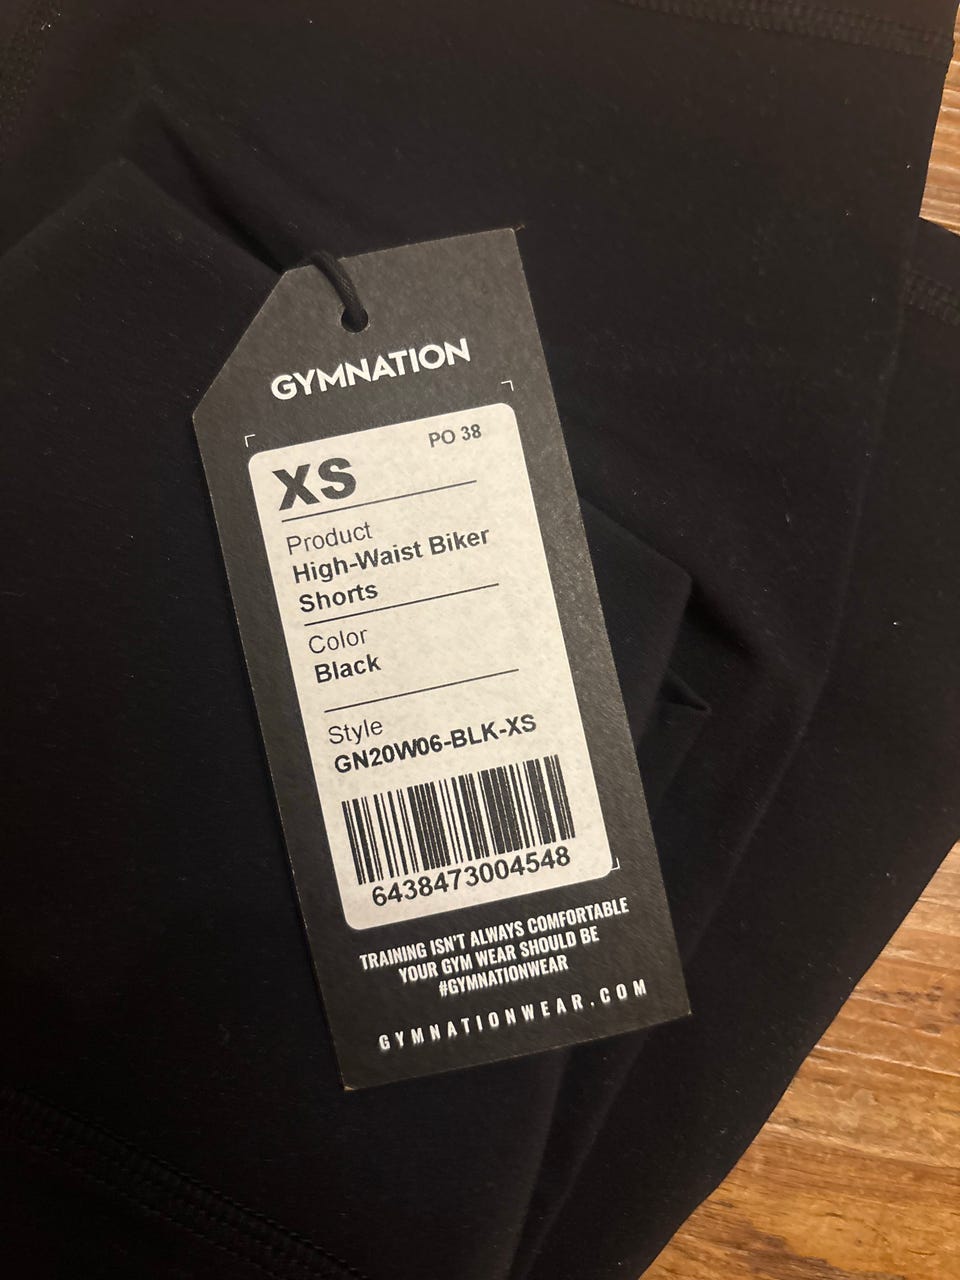 GYMNATION
PO 38
XS
Product
High-Waist Biker
Shorts
Color
Black
Style
GN20W06-BLK-XS
6438473004548
TRAINING ISN'T ALWAYS COMFORTABLE
YOUR GYM WEAR SHOULD BE
#GYMNATIONWEAR
GYMNATIONWEAR.COM